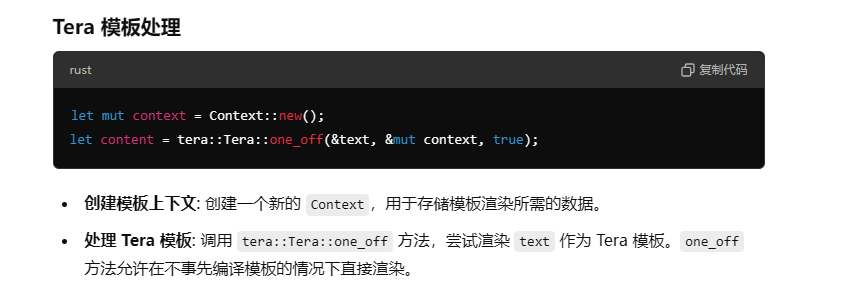 Tera 模板处理
rust
复制代码
let mut context = Context::new();
let content = tera::Tera::one_off(&text, &mut context, true);
• 创建模板上下文: 创建一个新的 Context，用于存储模板渲染所需的数据。
• 处理 Tera 模板: 调用 tera::Tera::one_off 方法，尝试渲染 text 作为 Tera 模板。one_off
方法允许在不事先编译模板的情况下直接渲染。